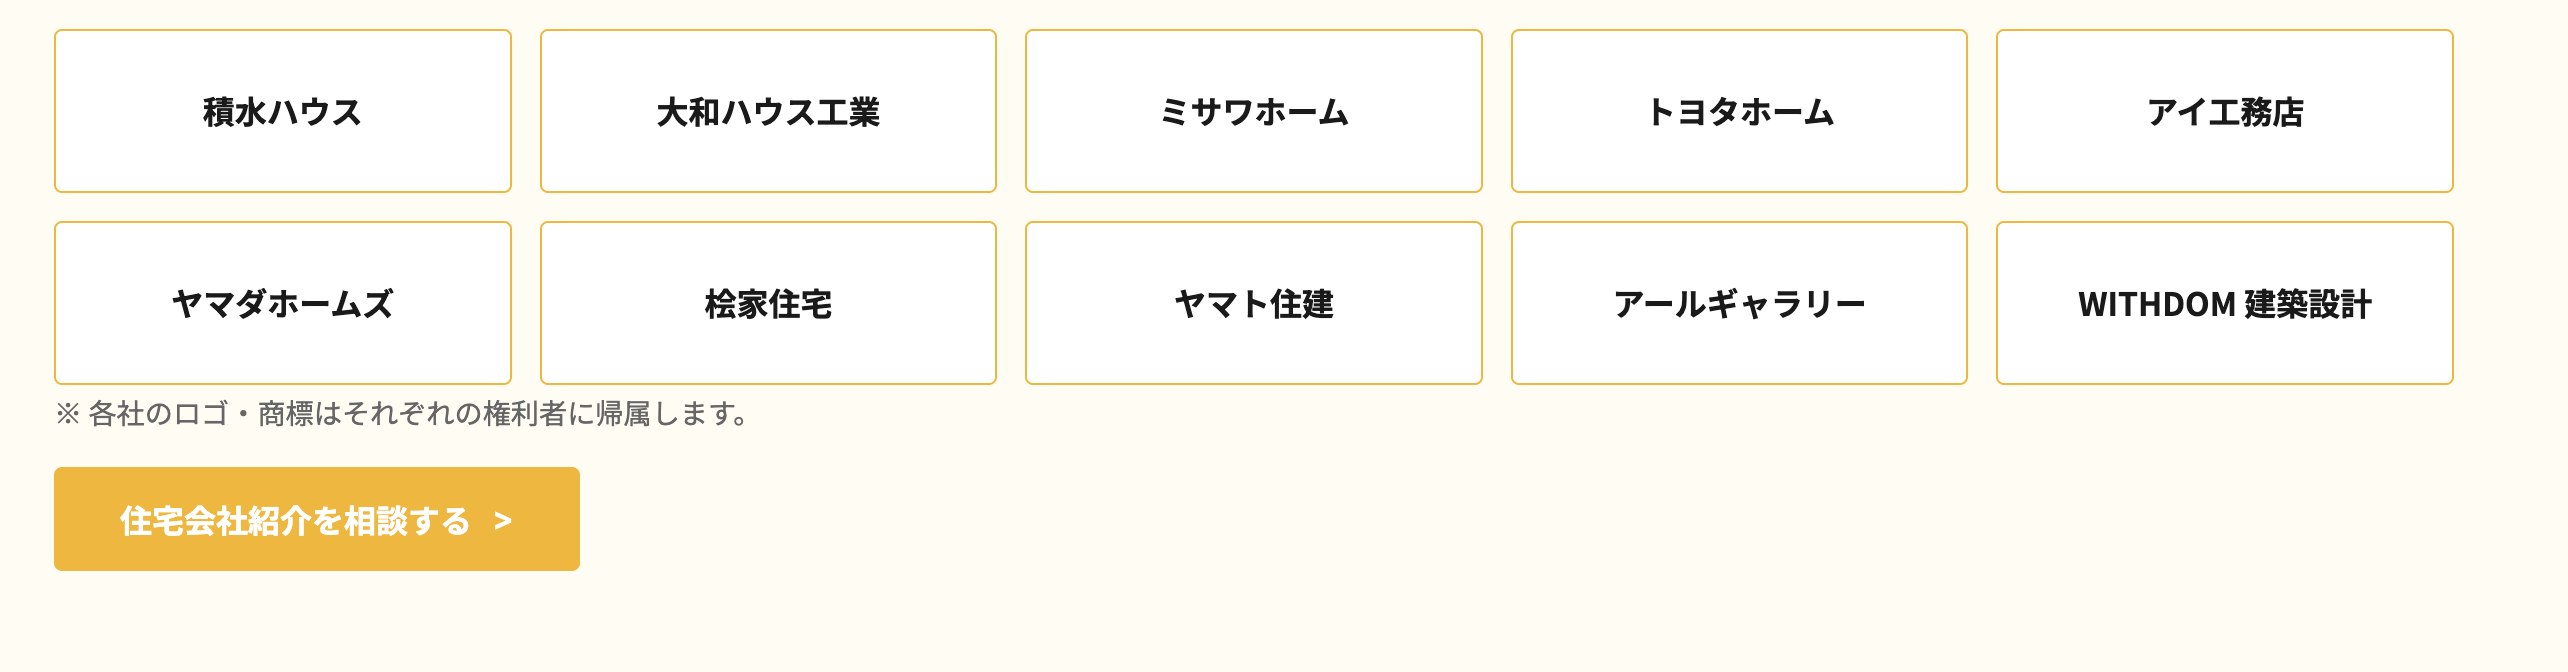 積水ハウス
大和ハウス工業
ミサワホーム
トヨタホーム
アイ工務店
ヤマダホームズ
桧家住宅
ヤマト住建
アールギャラリー
WITHDOM 建築設計
※ 各社のロゴ・商標はそれぞれの権利者に帰属します。
住宅会社紹介を相談する >